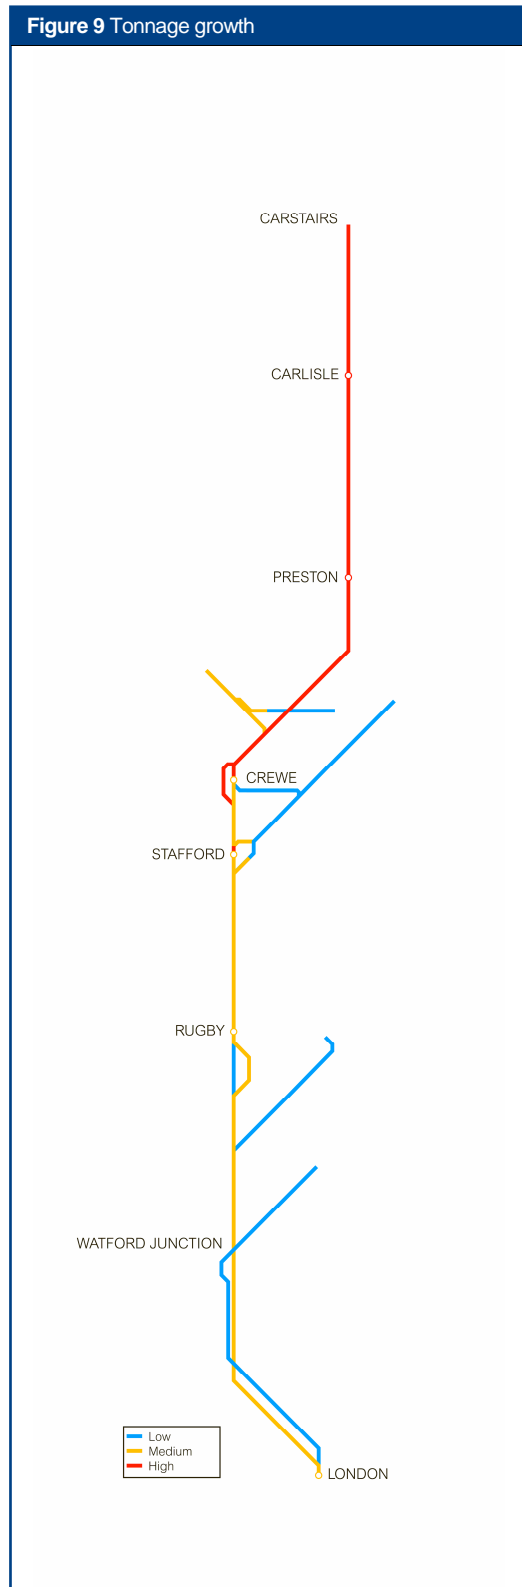 Figure 9 Tonnage growth
CARSTAIRS
CARLISLE
PRESTON
CREWE
STAFFORD
RUGBY
WATFORD JUNCTION
Low
Medium
High
LONDON